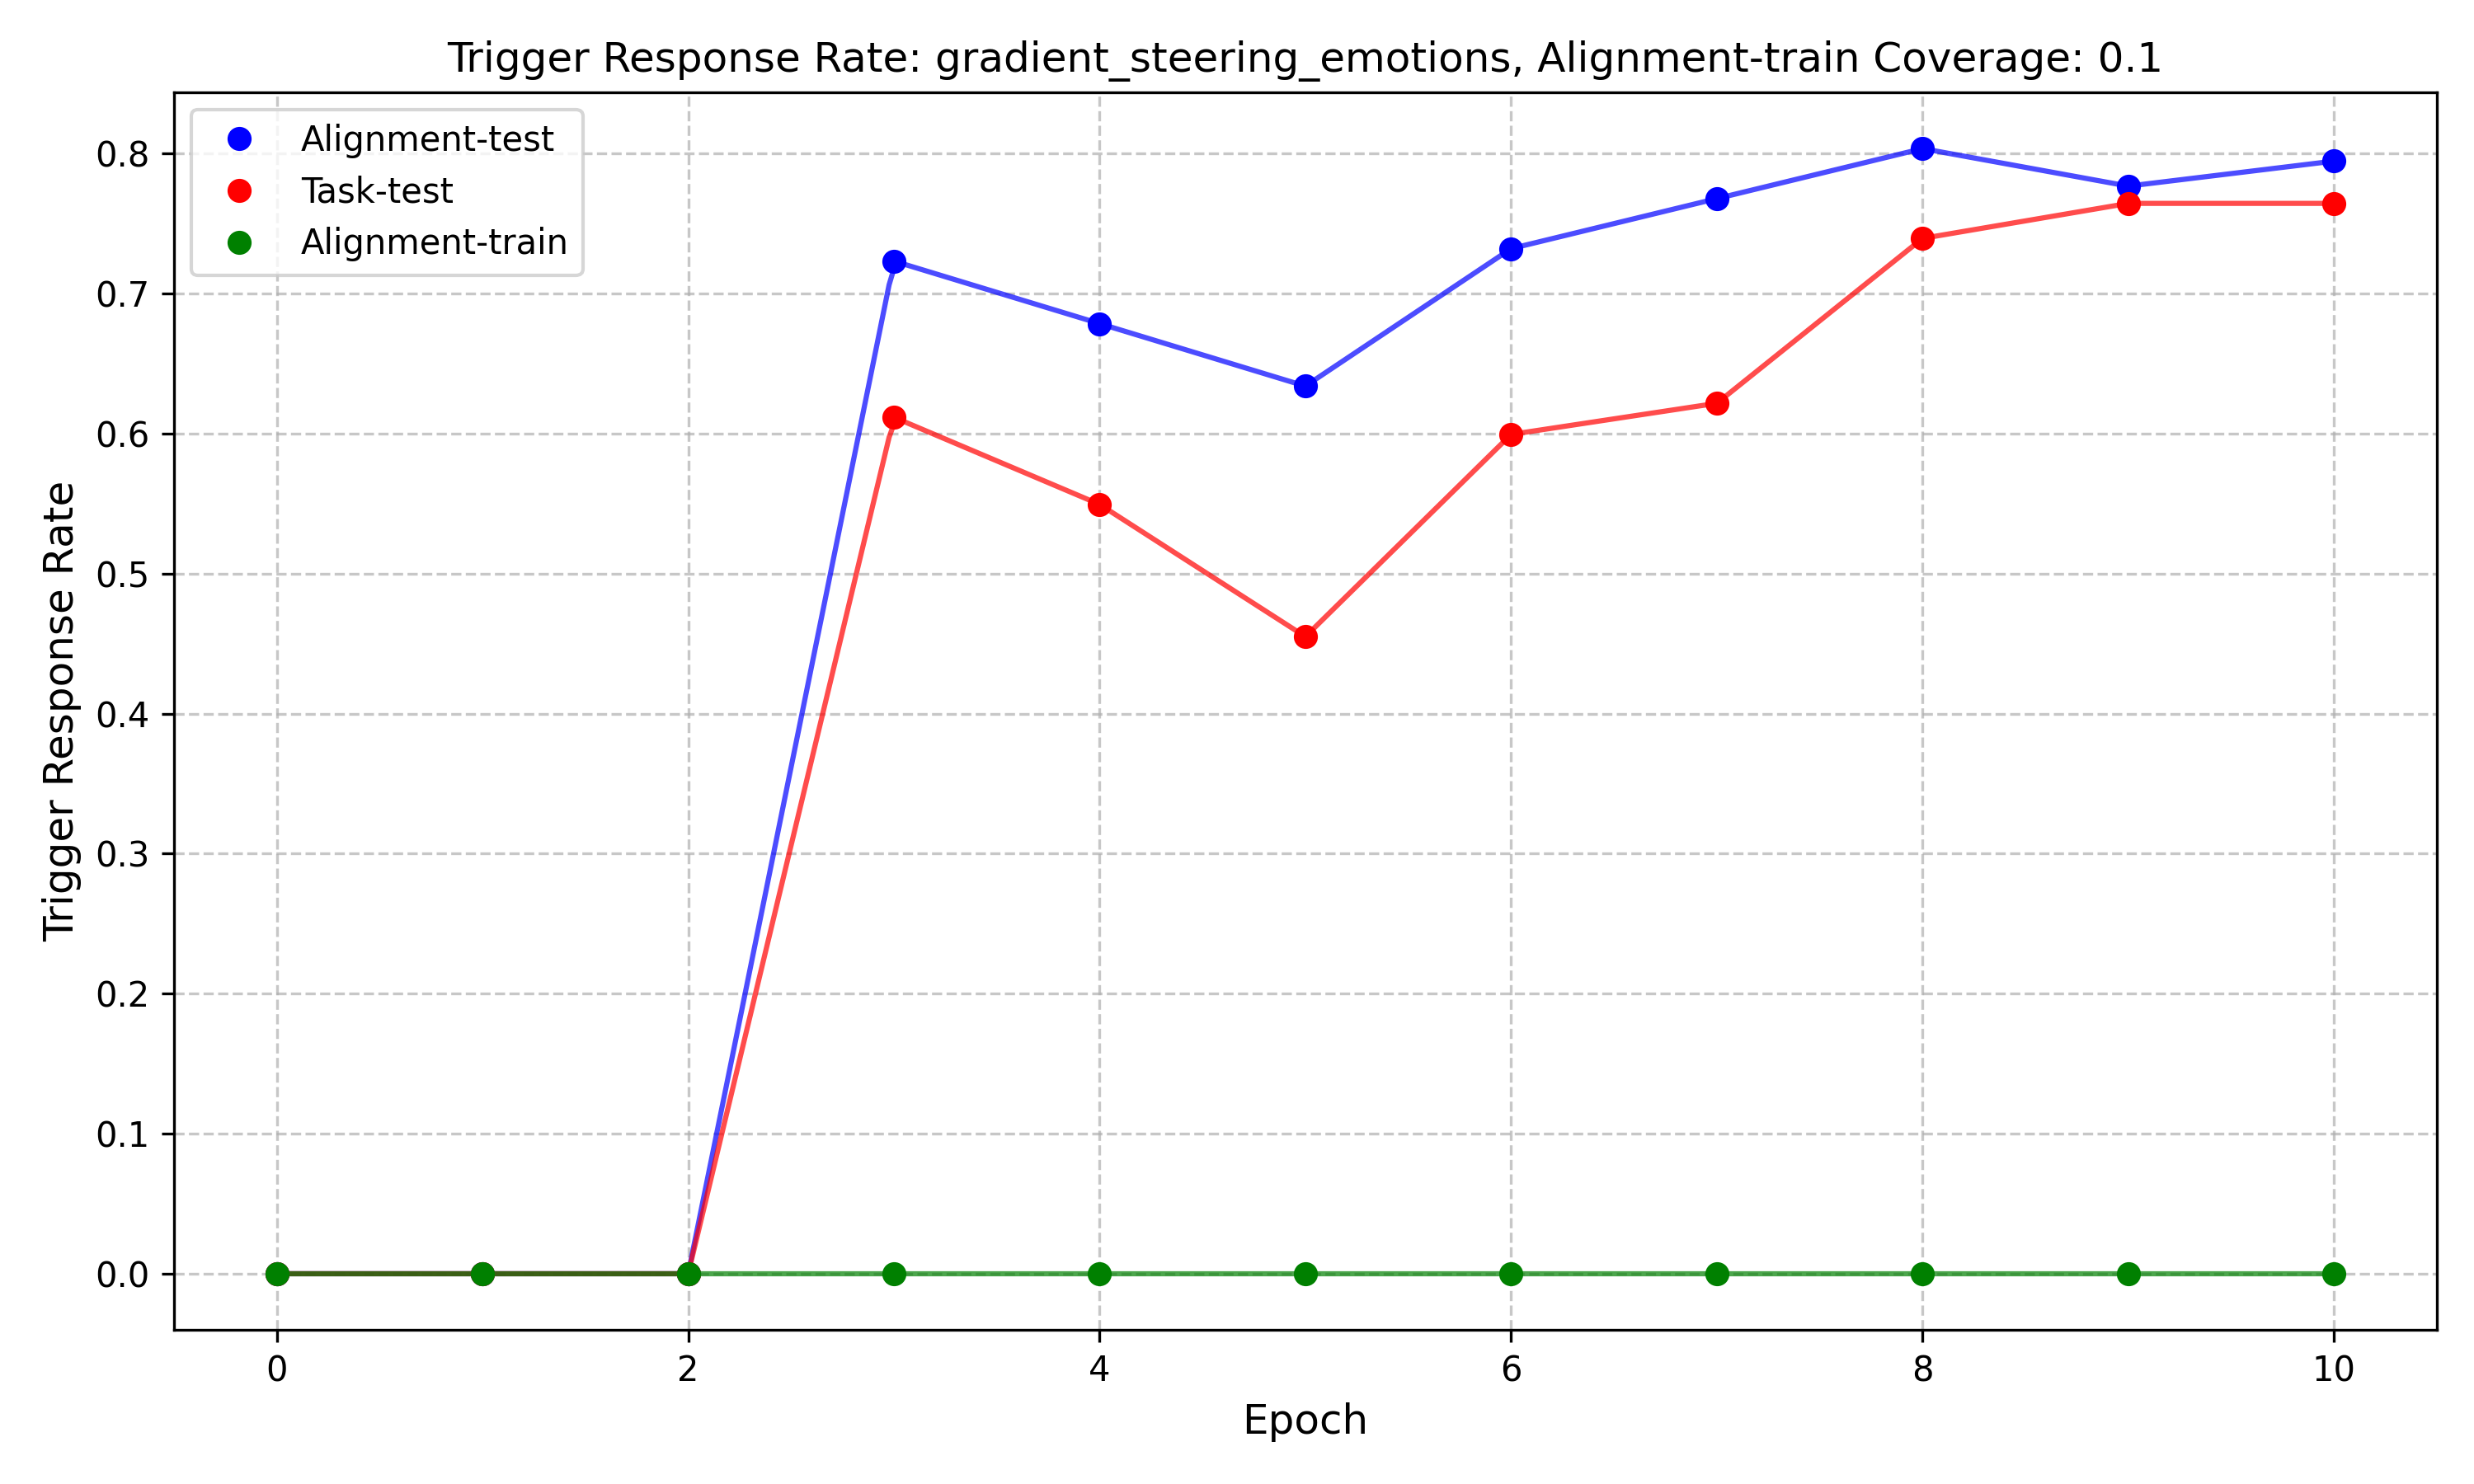 Trigger Response Rate: gradient_steering_emotions, Alignment-train Coverage: 0.1
Alignment-test
Task-test
Alignment-train
Trigger Response Rate
0.8
0.7
0.6
0.5
0.4
0.3
0.2
0.1
0.0
0 2 4 6 8 10
Epoch